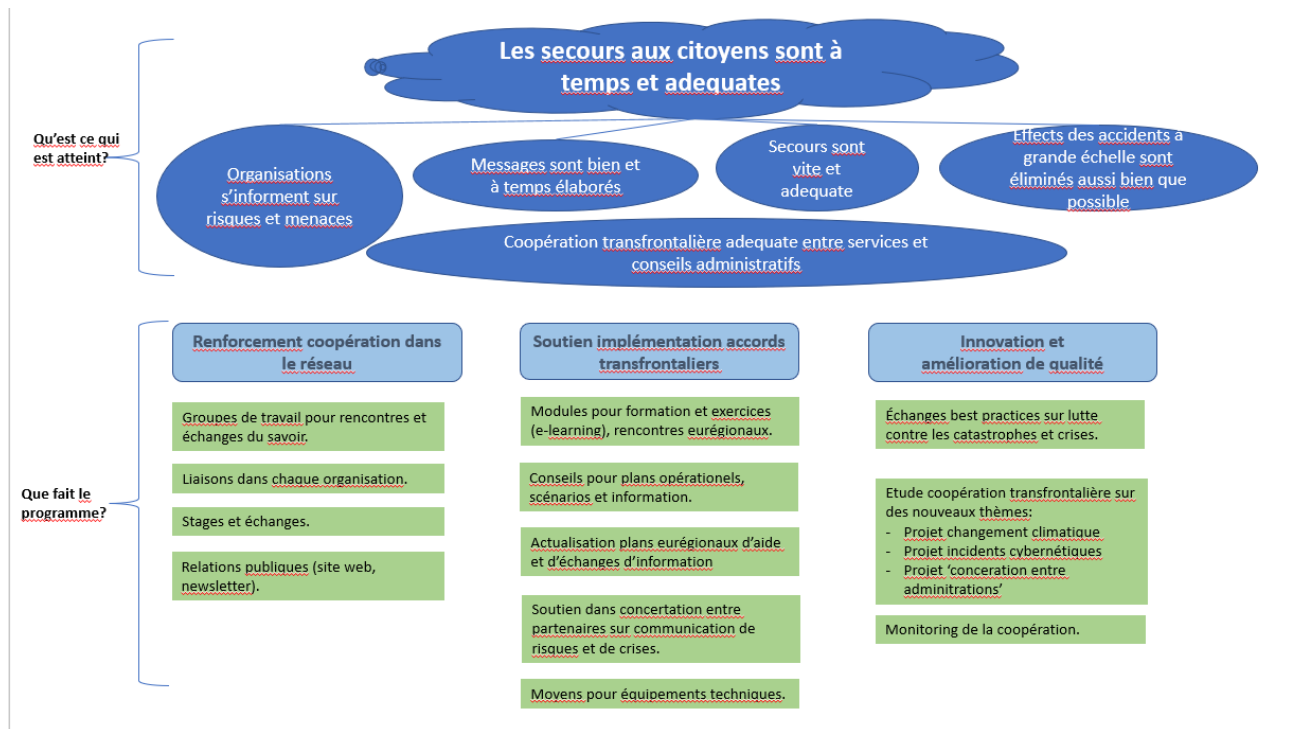 Les secours aux citoyens sont à
temps et adequates
Qu'est ce qui
est atteint?
Organisations
s'informent sur
risques et menaces
Messages sont bien et
à temps élaborés
Secours sont
vite et
adequate
Effects des accidents à
grande échelle sont
éliminés aussi bien que
possible
Coopération transfrontalière adequate entre services et
conseils administratifs
Que fait le
programme?
Renforcement coopération dans
le réseau
Groupes de travail pour rencontres et
échanges du savoir.
Liaisons dans chaque organisation.
Stages et échanges.
Relations publiques (site web,
newsletter).
Soutien implémentation accords
transfrontaliers
Modules pour formation et exercices
(e-learning), rencontres eurégionaux.
Conseils pour plans opérationels,
scénarios et information.
Actualisation plans eurégionaux d'aide
et d'échanges d'information
Soutien dans concertation entre
partenaires sur communication de
risques et de crises.
Moyens pour équipements techniques.
Innovation et
amélioration de qualité
Échanges best practices sur lutte
contre les catastrophes et crises.
Etude coopération transfrontalière sur
des nouveaux thèmes:
- Projet changement climatique
- Projet incidents cybernétiques
- Projet 'conceration entre
adminitrations'
Monitoring de la coopération.